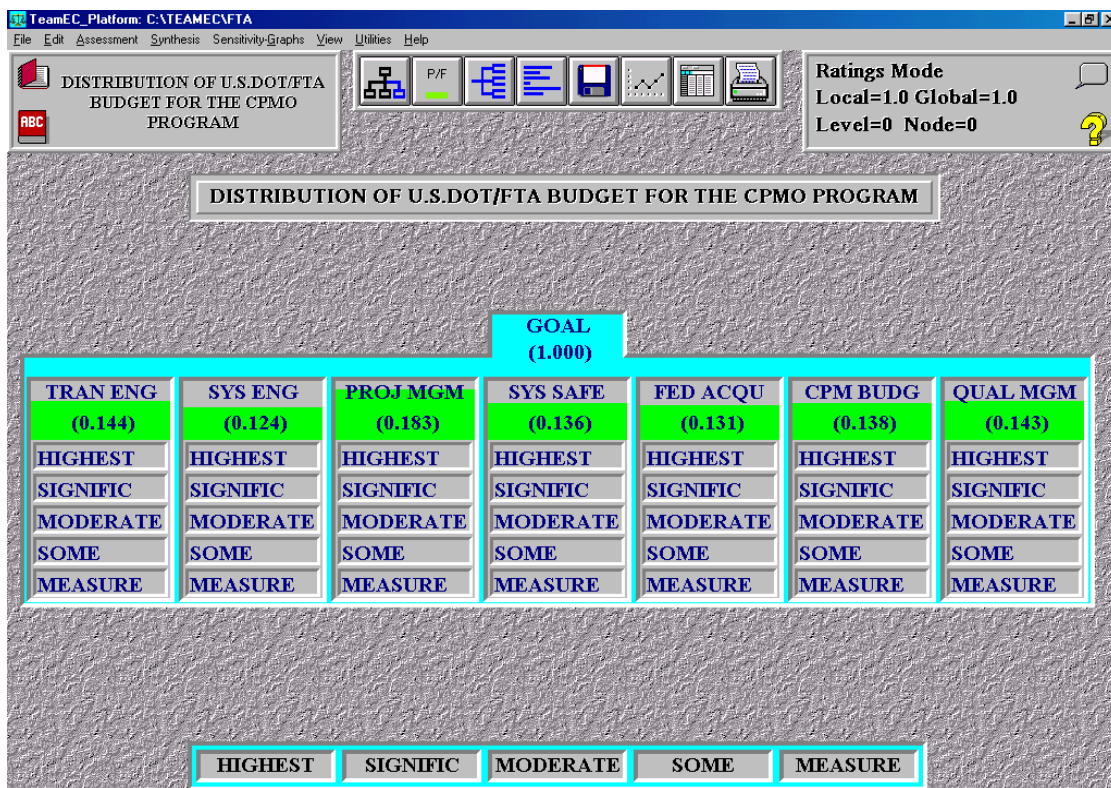 TeamEC_Platform: C:\TEAMEC\FTA
File Edit Assessment Synthesis Sensitivity-Graphs View Utilities Help
DISTRIBUTION OF U.S.DOT/FTA
BUDGET FOR THE CPMO
PROGRAM
ABC
P/F
Ratings Mode
Local=1.0 Global=1.0
Level=0 Node=0
DISTRIBUTION OF U.S.DOT/FTA BUDGET FOR THE CPMO PROGRAM
GOAL
(1.000)
TRAN ENG SYS ENG PROJ MGM SYS SAFE FED ACQU CPM BUDG QUAL MGM
(0.144) (0.124) (0.183) (0.136) (0.131) (0.138) (0.143)
HIGHEST HIGHEST HIGHEST HIGHEST HIGHEST HIGHEST HIGHEST
SIGNIFIC SIGNIFIC SIGNIFIC SIGNIFIC SIGNIFIC SIGNIFIC SIGNIFIC
MODERATE MODERATE MODERATE MODERATE MODERATE MODERATE MODERATE
SOME SOME SOME SOME SOME SOME SOME
MEASURE MEASURE MEASURE MEASURE MEASURE MEASURE MEASURE
HIGHEST SIGNIFIC MODERATE SOME MEASURE